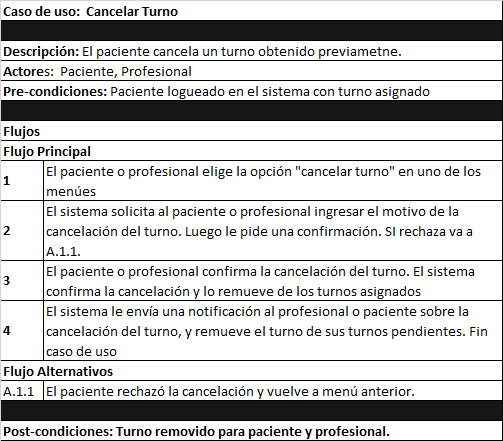 Caso de uso: Cancelar Turno
Descripción: El paciente cancela un turno obtenido previametne.
Actores: Paciente, Profesional
Pre-condiciones: Paciente logueado en el sistema con turno asignado
Flujos
Flujo Principal
1 El paciente o profesional elige la opción "cancelar turno" en uno de los
menúes
2 El sistema solicita al paciente o profesional ingresar el motivo de la
cancelación del turno. Luego le pide una confirmación. SI rechaza va a
A.1.1.
3 El paciente o profesional confirma la cancelación del turno. El sistema
confirma la cancelación y lo remueve de los turnos asignados
4 El sistema le envía una notificación al profesional o paciente sobre la
cancelación del turno, y remueve el turno de sus turnos pendientes. Fin
caso de uso
Flujo Alternativos
A.1.1 El paciente rechazó la cancelación y vuelve a menú anterior.
Post-condiciones: Turno removido para paciente y profesional.